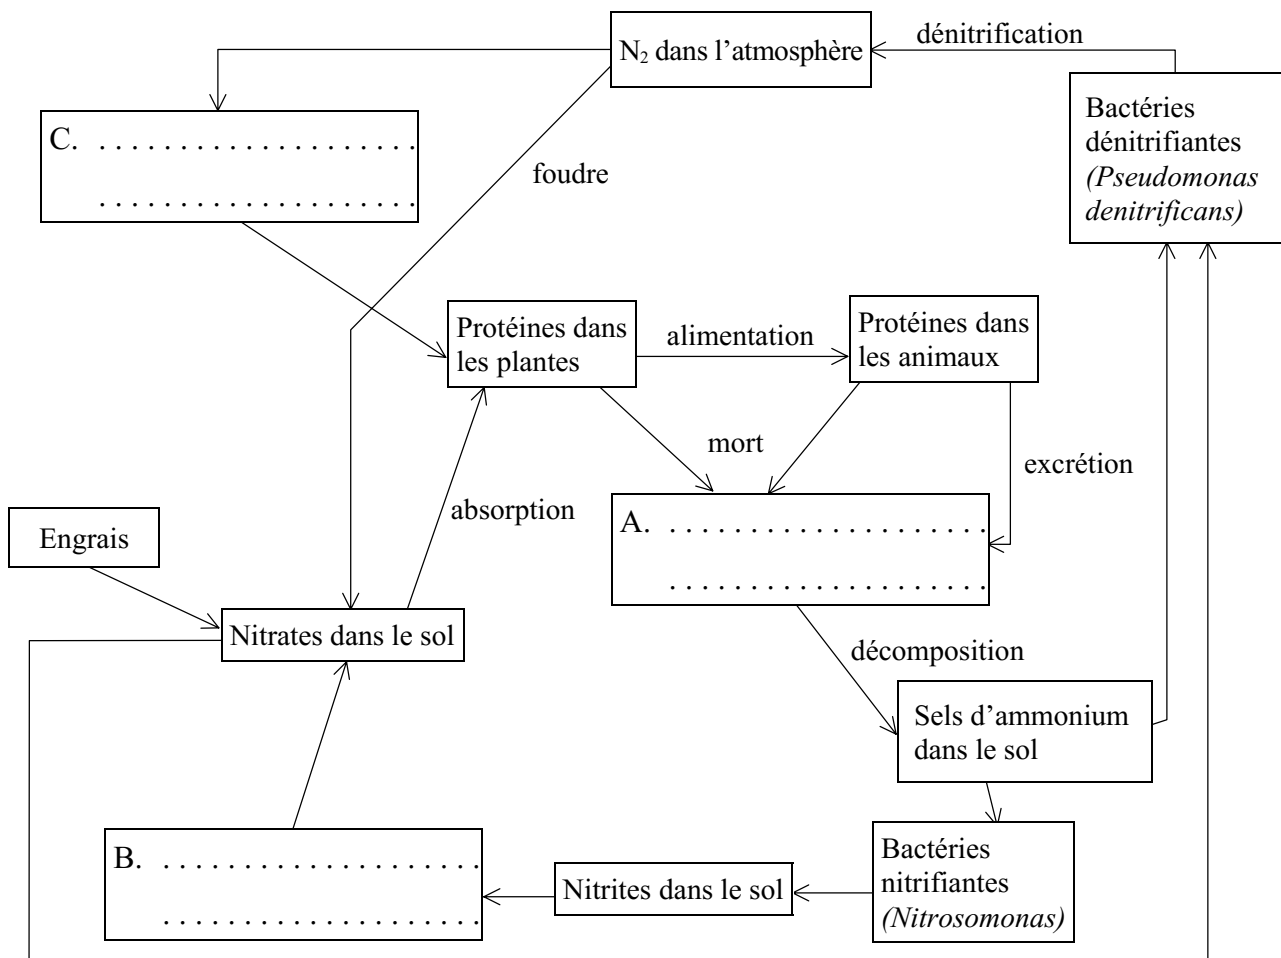 N₂ dans l’atmosphère
dénitrification
Bactéries
dénitrifiantes
(Pseudomonas
denitrificans)
C. . . . . . . . . . . . . . . . . . . . .
. . . . . . . . . . . . . . . . . . . .
foudre
Protéines dans
les plantes
alimentation
Protéines dans
les animaux
mort
excrétion
absorption
A. . . . . . . . . . . . . . . . . . . . .
. . . . . . . . . . . . . . . . . . . .
Engrais
Nitrates dans le sol
décomposition
Sels d’ammonium
dans le sol
B. . . . . . . . . . . . . . . . . . . . .
. . . . . . . . . . . . . . . . . . . .
Nitrites dans le sol
Bactéries
nitrifiantes
(Nitrosomonas)